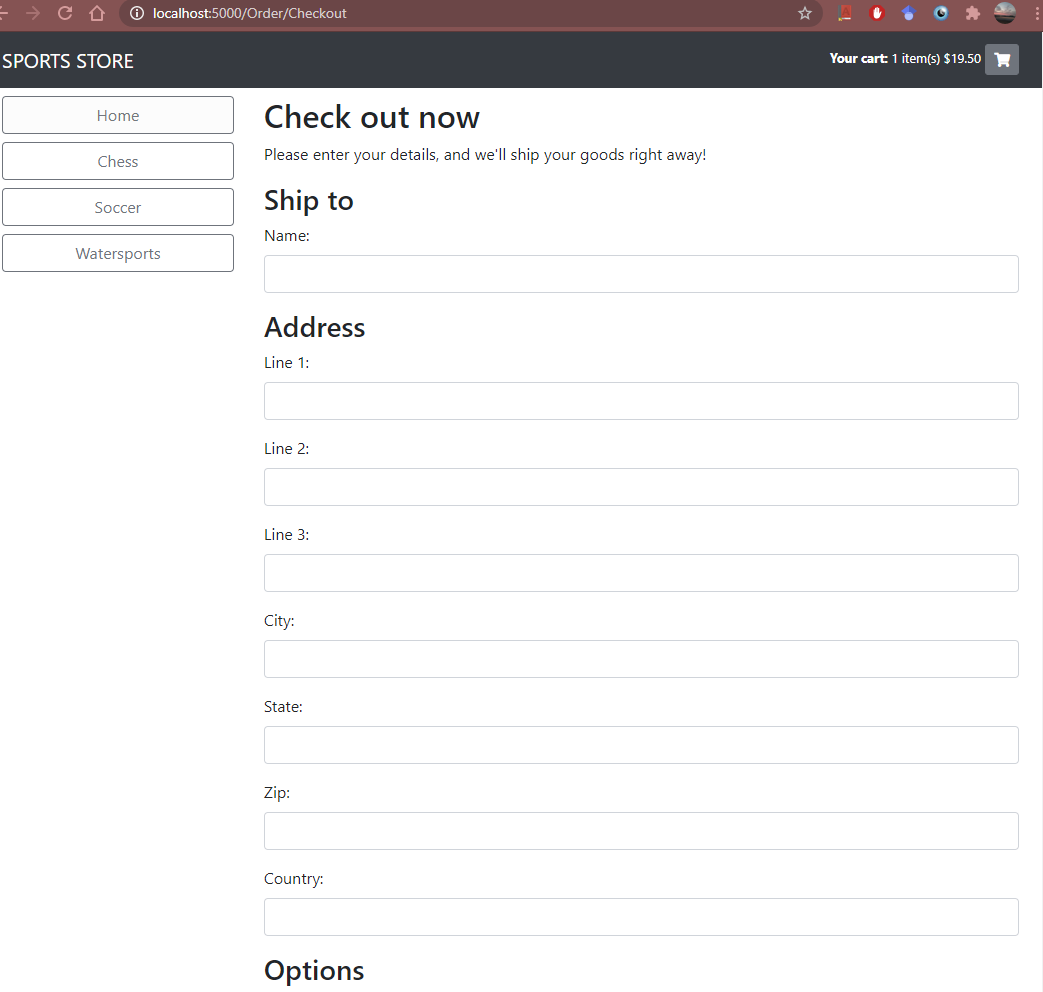 localhost:5000/Order/Checkout
SPORTS STORE
Your cart: 1 item(s) $19.50
Home
Chess
Soccer
Watersports
Check out now
Please enter your details, and we'll ship your goods right away!
Ship to
Name:
Address
Line 1:
Line 2:
Line 3:
City:
State:
Zip:
Country:
Options